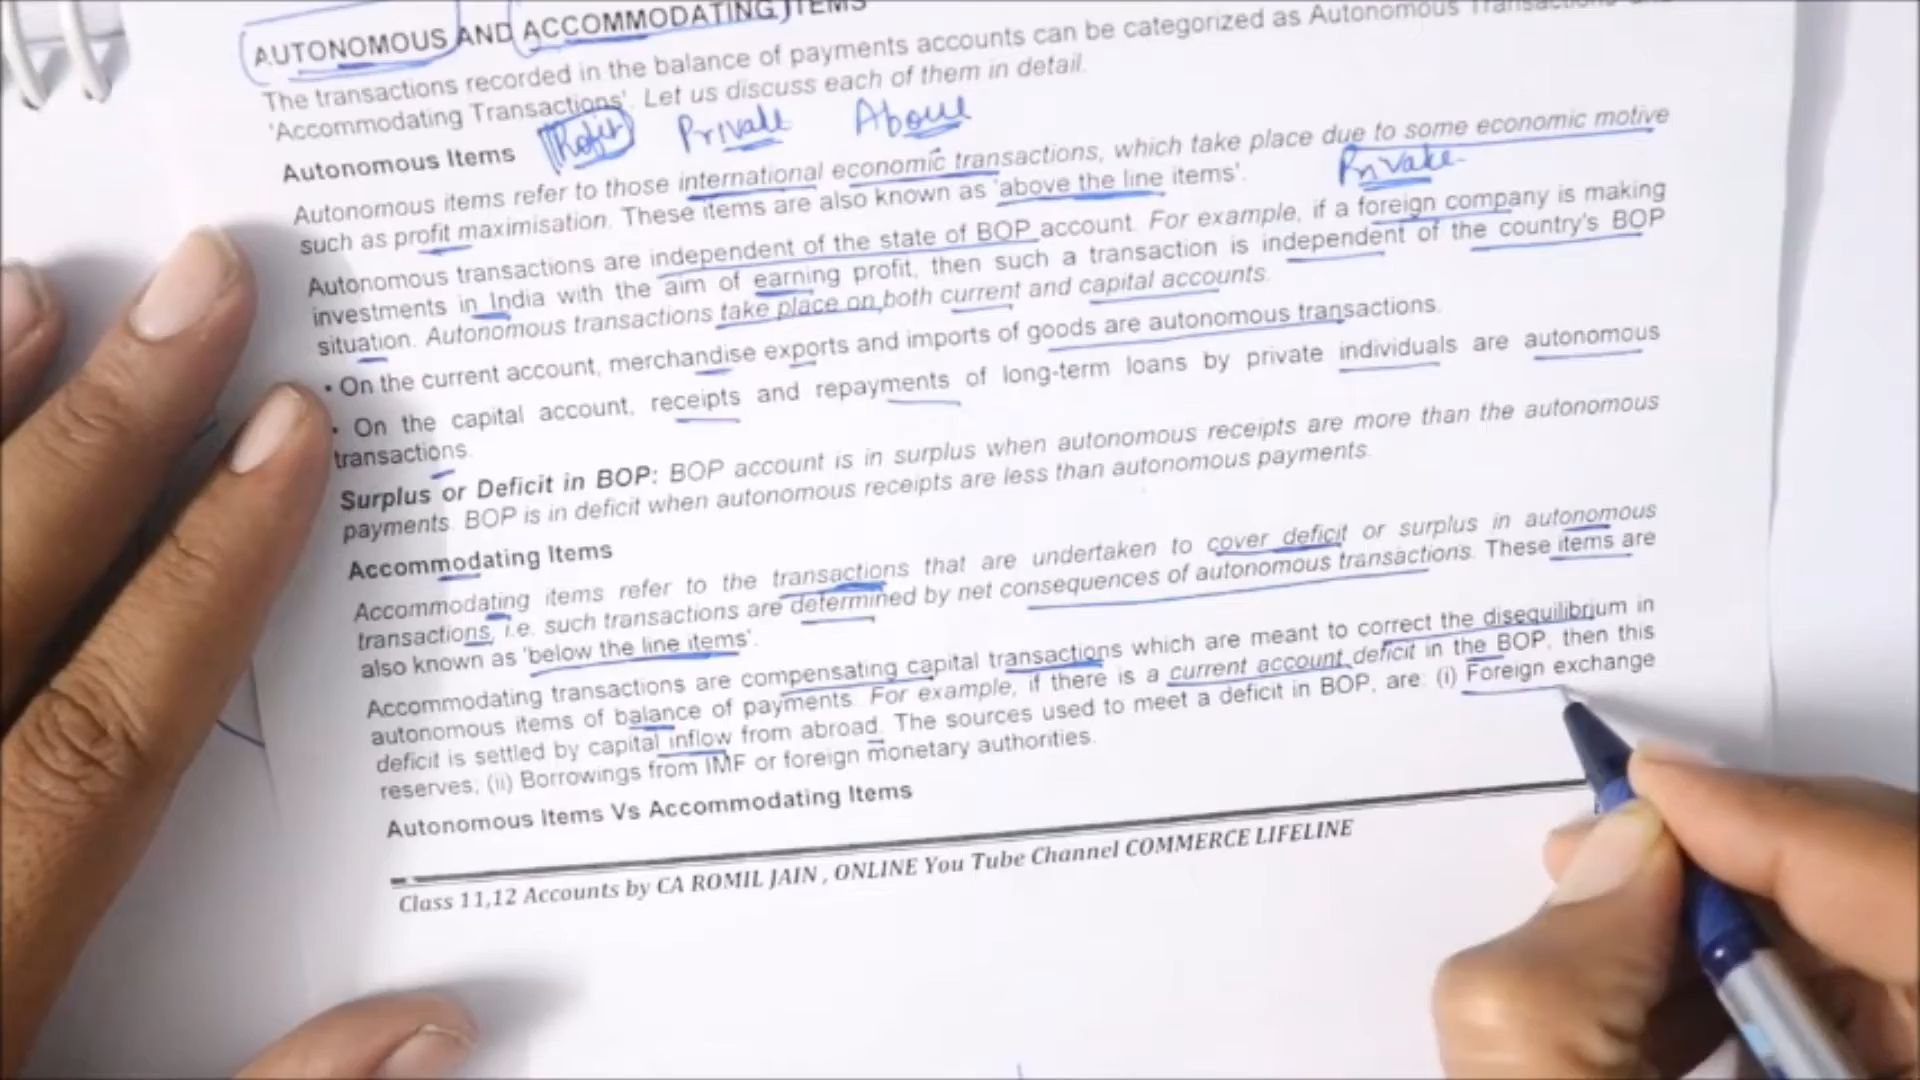 AUTONOMOUS AND ACCOMMODATING ITEMS
The transactions recorded in the balance of payments accounts can be categorized as Autonomous
'Accommodating Transactions'. Let us discuss each of them in detail.
Profit Private Above
Autonomous Items
Autonomous items refer to those international economic transactions, which take place due to some economic motive
such as profit maximisation. These items are also known as 'above the line items'.
Private
Autonomous transactions are independent of the state of BOP account. For example, if a foreign company is making
investments in India with the aim of earning profit, then such a transaction is independent of the country's BOP
situation. Autonomous transactions take place on both current and capital accounts.
• On the current account, merchandise exports and imports of goods are autonomous transactions.
• On the capital account, receipts and repayments of long-term loans by private individuals are autonomous
transactions.
Surplus or Deficit in BOP: BOP account is in surplus when autonomous receipts are more than the autonomous
payments. BOP is in deficit when autonomous receipts are less than autonomous payments.
Accommodating Items
Accommodating items refer to the transactions that are undertaken to cover deficit or surplus in autonomous
transactions, i.e. such transactions are determined by net consequences of autonomous transactions. These items are
also known as 'below the line items'.
Accommodating transactions are compensating capital transactions which are meant to correct the disequilibrium in
autonomous items of balance of payments. For example, if there is a current account deficit in the BOP, then this
deficit is settled by capital inflow from abroad. The sources used to meet a deficit in BOP, are: (i) Foreign exchange
reserves; (ii) Borrowings from IMF or foreign monetary authorities.
Autonomous Items Vs Accommodating Items
Class 11,12 Accounts by CA ROMIL JAIN , ONLINE You Tube Channel COMMERCE LIFELINE